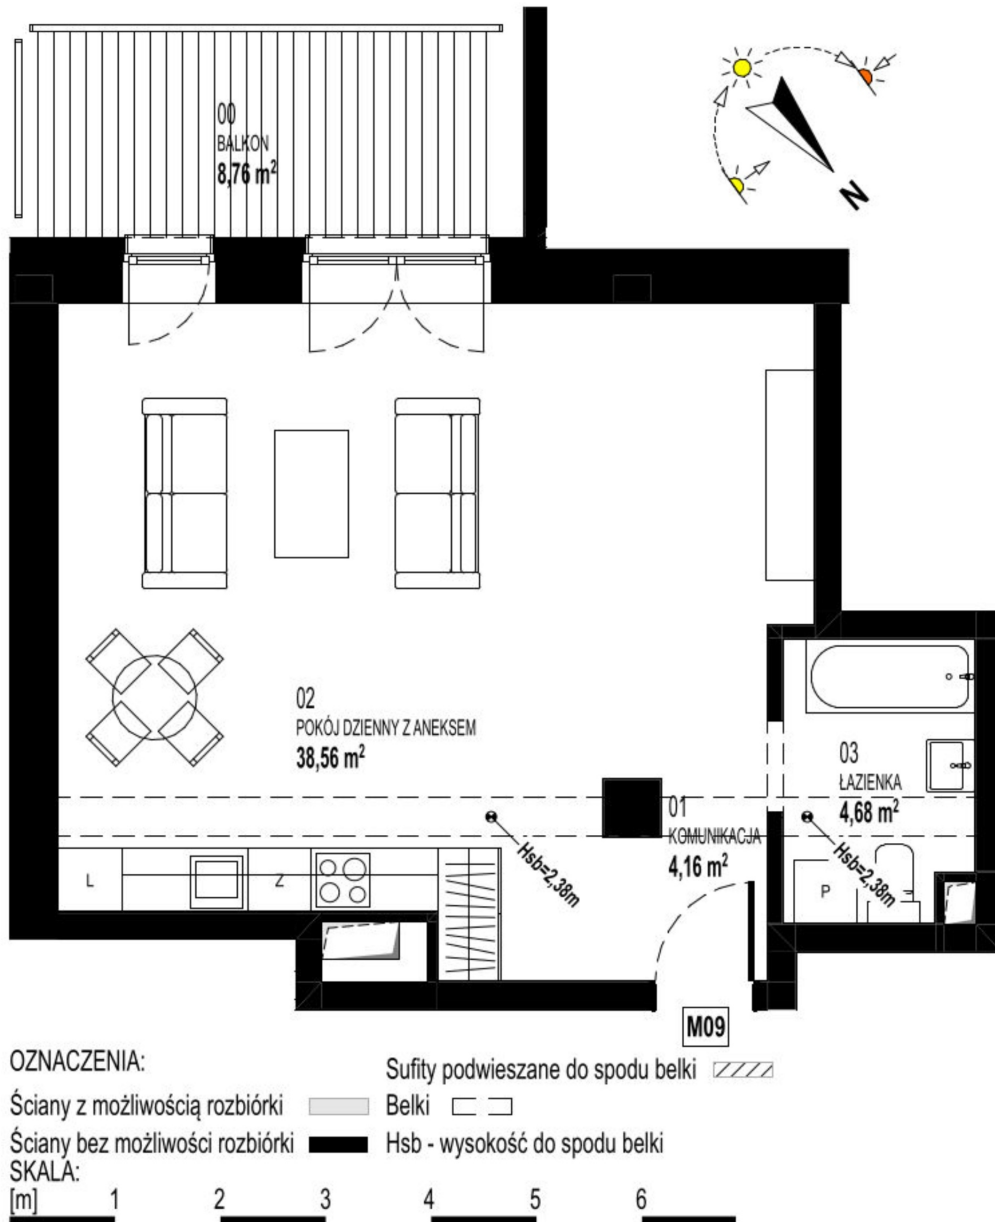 00
BALKON
8,76 m²
N
02
POKÓJ DZIENNY Z ANEKSEM
38,56 m²
03
ŁAZIENKA
4,68 m²
01
KOMUNIKACJA
4,16 m²
Hsb=2,38m
Hsb=2,38m
L
Z
P
M09
OZNACZENIA:
Sufity podwieszane do spodu belki
Ściany z możliwością rozbiórki
Belki
Ściany bez możliwości rozbiórki
Hsb - wysokość do spodu belki
SKALA:
[m] 1 2 3 4 5 6